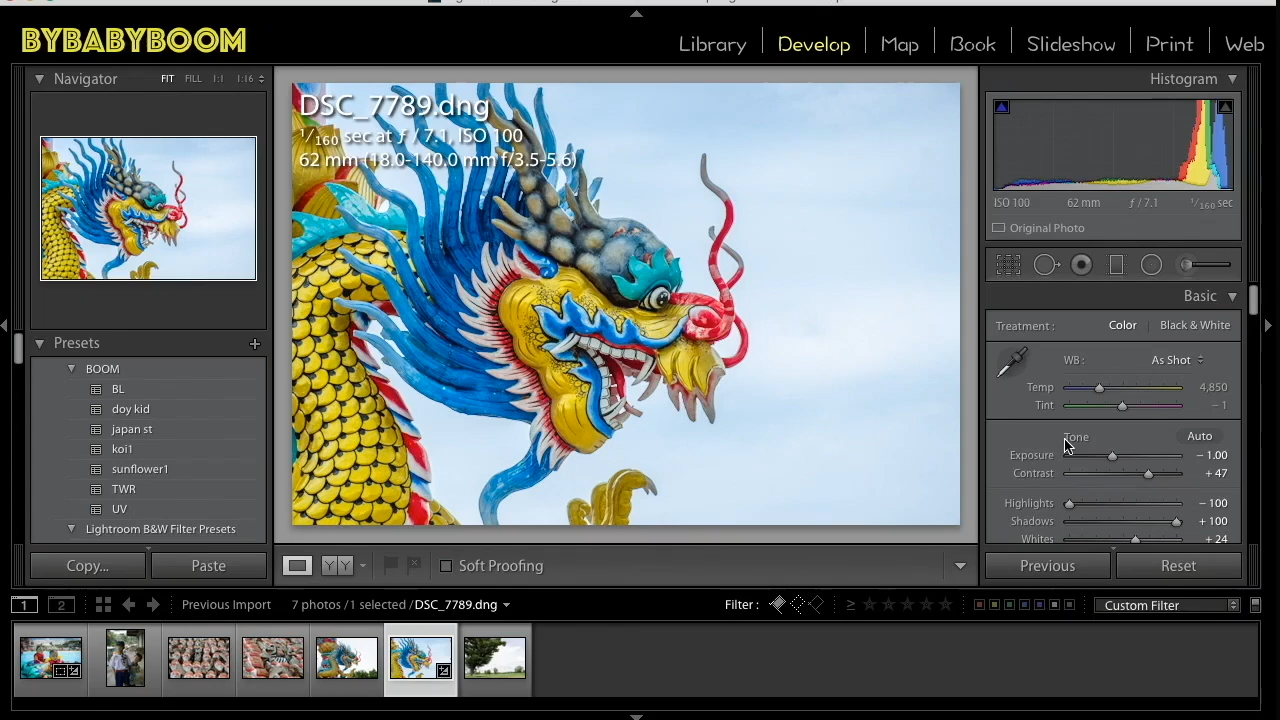 BYBABYBOOM
Library
Develop
Map
Book
Slideshow
Print
Web
Navigator
FIT
FILL
1:1
1:16
Presets
BOOM
BL
doy kid
japan st
koi1
sunflower1
TWR
UV
Lightroom B&W Filter Presets
Copy...
Paste
DSC_7789.dng
1/160 sec at ƒ / 7.1, ISO 100
62 mm (18.0-140.0 mm f/3.5-5.6)
Y Y
Soft Proofing
Histogram
ISO 100
62 mm
ƒ / 7.1
1/160 sec
Original Photo
Basic
Treatment :
Color
Black & White
WB :
As Shot
Temp
4,850
Tint
– 1
Tone
Auto
Exposure
– 1.00
Contrast
+ 47
Highlights
– 100
Shadows
+ 100
Whites
+ 24
Previous
Reset
1
2
Previous Import
7 photos /1 selected /DSC_7789.dng
Filter :
≥
Custom Filter